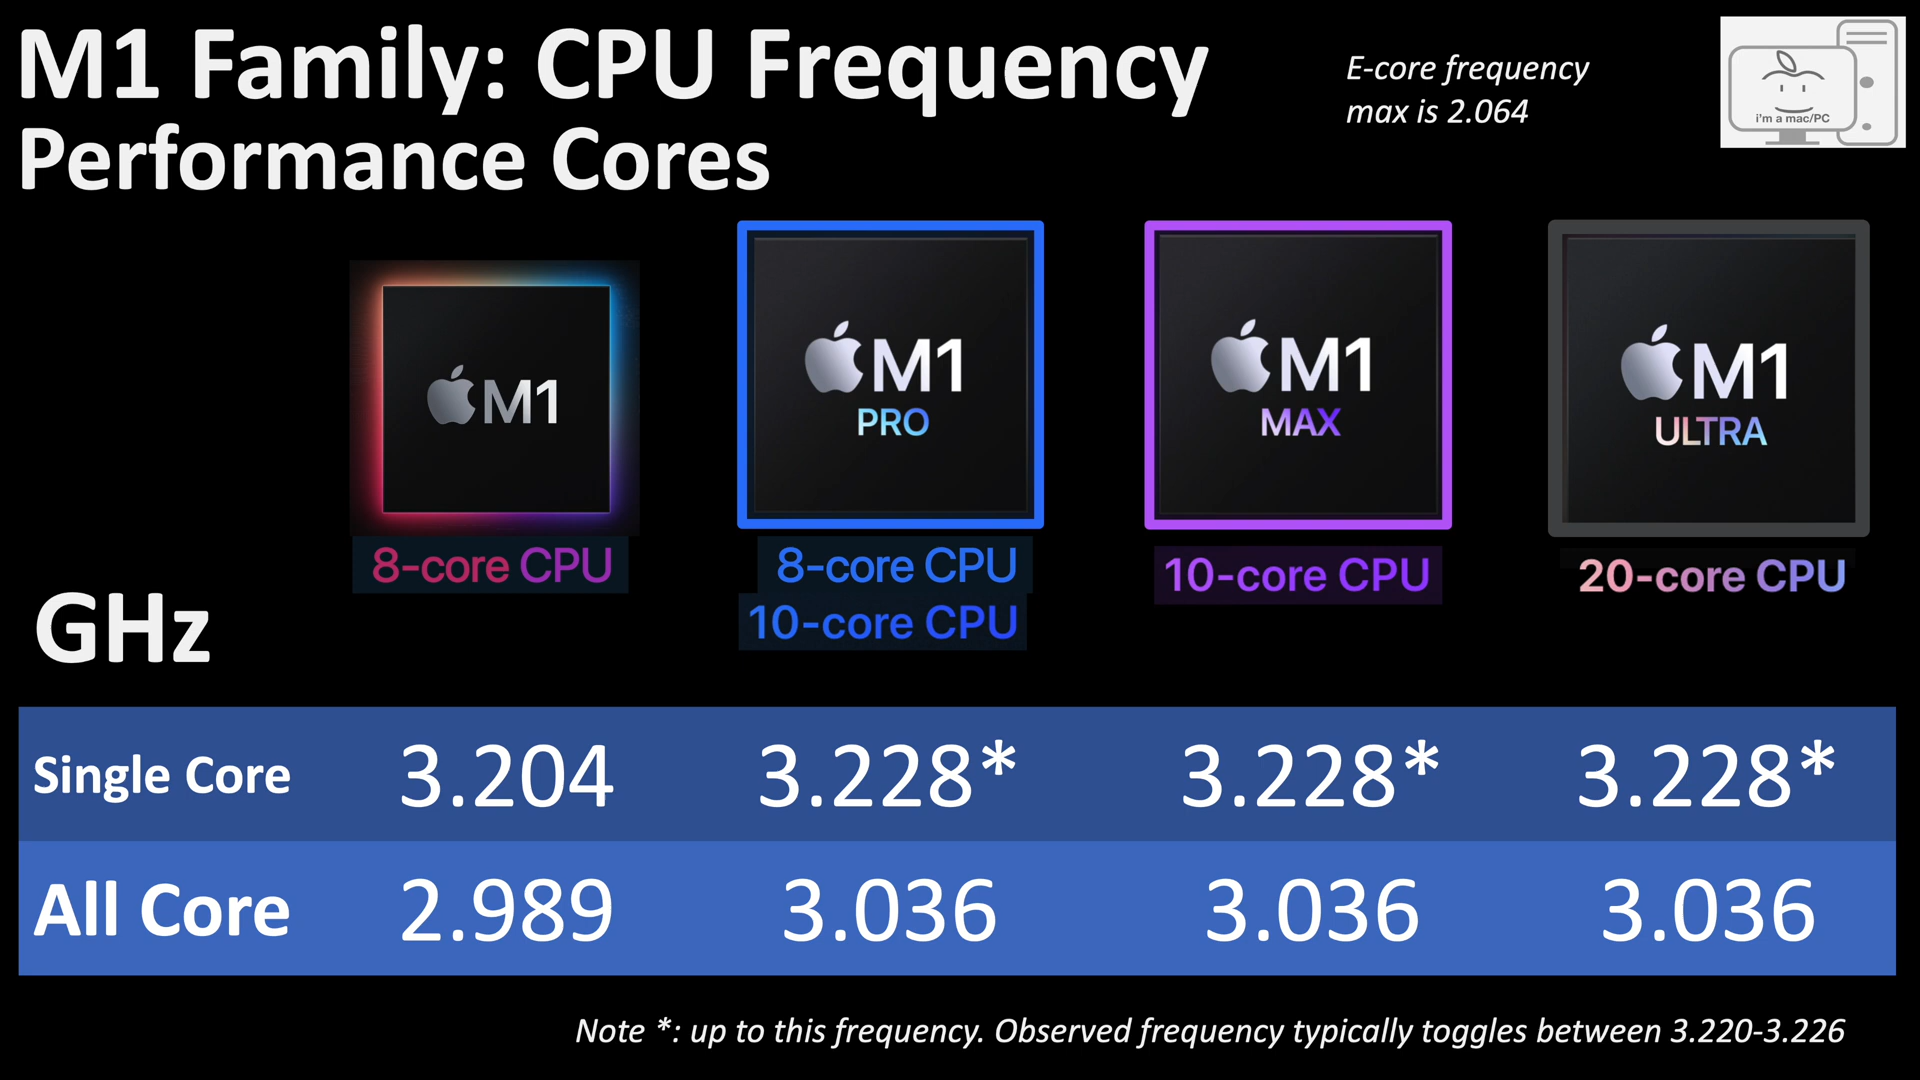 M1 Family: CPU Frequency
Performance Cores
E-core frequency
max is 2.064
i'm a mac/PC
M1
M1
PRO
M1
MAX
M1
ULTRA
8-core CPU
8-core CPU
10-core CPU
10-core CPU
20-core CPU
GHz
Single Core 3.204 3.228* 3.228* 3.228*
All Core 2.989 3.036 3.036 3.036
Note *: up to this frequency. Observed frequency typically toggles between 3.220-3.226